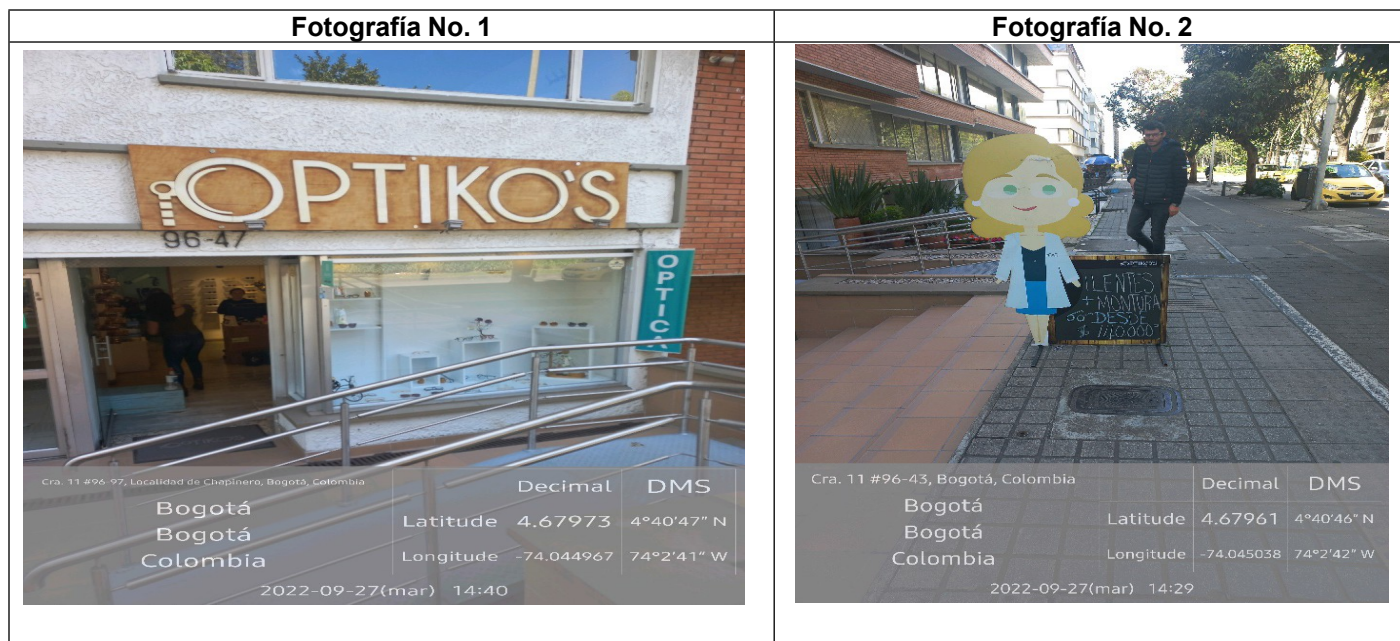 Fotografía No. 1
OPTIKO'S
96-47
OPTICA
Cra. 11 #96-97, Localidad de Chapinero, Bogotá, Colombia
Bogotá
Bogotá
Colombia
Decimal DMS
Latitude 4.67973 4°40'47" N
Longitude -74.044967 74°2'41" W
2022-09-27(mar) 14:40
Fotografía No. 2
LENTES
+ MONTURA
DESDE
Cra. 11 #96-43, Bogotá, Colombia
Bogotá
Bogotá
Colombia
Decimal DMS
Latitude 4.67961 4°40'46" N
Longitude -74.045038 74°2'42" W
2022-09-27(mar) 14:29